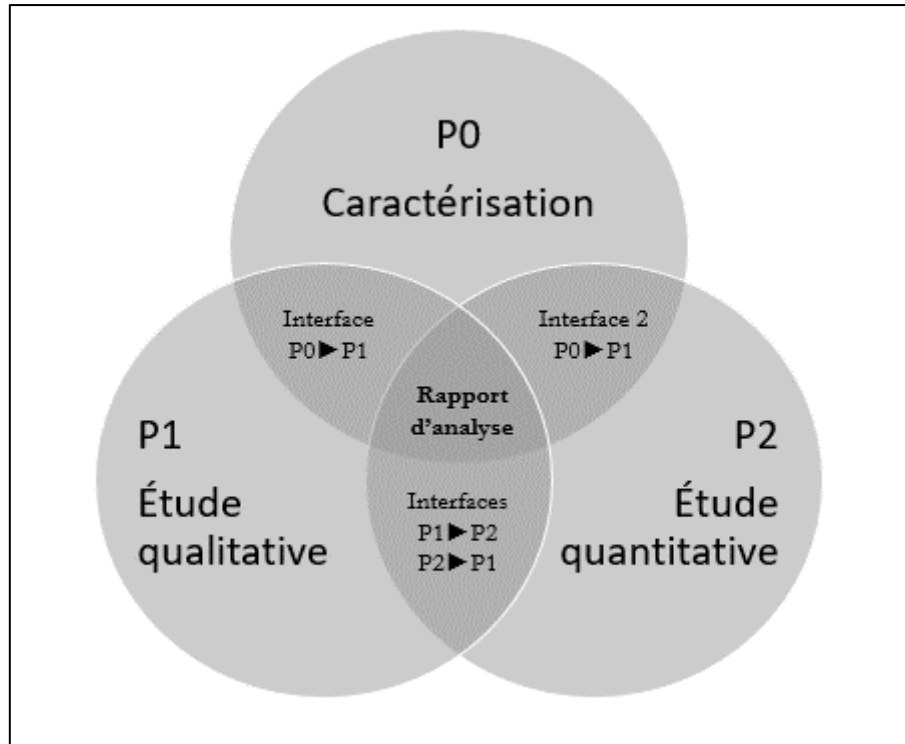 P0
Caractérisation
Interface
P0►P1
Interface 2
P0►P1
Rapport
d'analyse
P1
Étude
qualitative
P2
Étude
quantitative
Interfaces
P1►P2
P2►P1